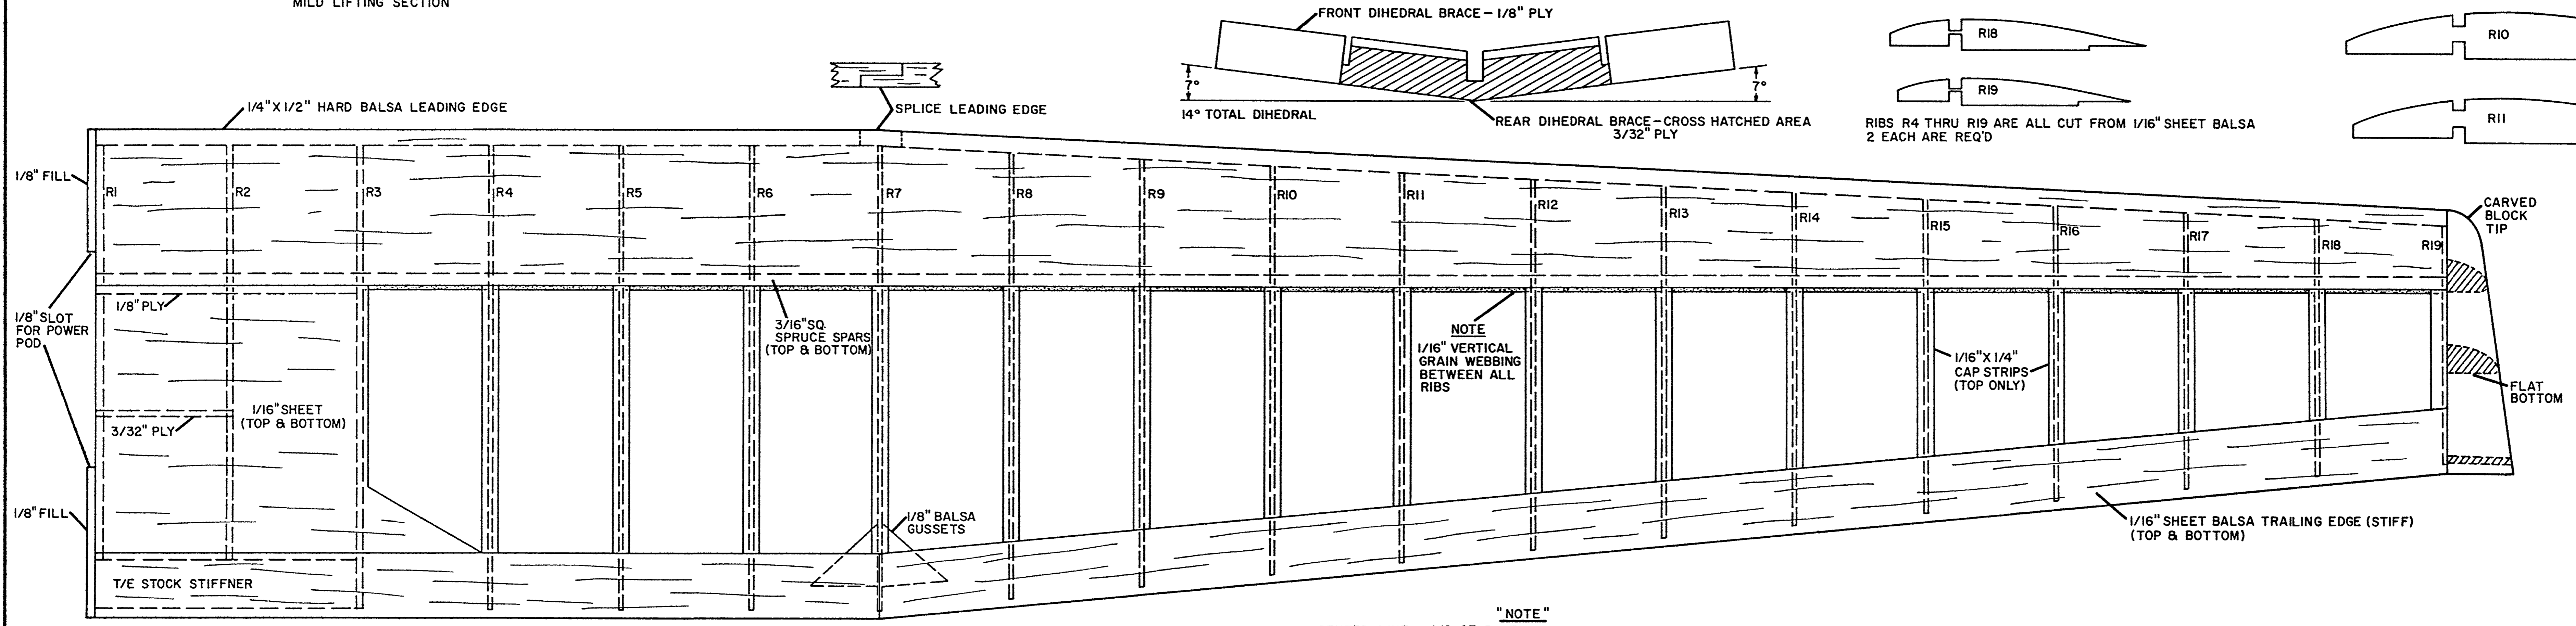 MILD LIFTING SECTION
FRONT DIHEDRAL BRACE - 1/8" PLY
7°
7°
14° TOTAL DIHEDRAL
REAR DIHEDRAL BRACE-CROSS HATCHED AREA
3/32" PLY
R18
R19
R10
R11
RIBS R4 THRU R19 ARE ALL CUT FROM 1/16" SHEET BALSA
2 EACH ARE REQ'D
1/4" X 1/2" HARD BALSA LEADING EDGE
SPLICE LEADING EDGE
1/8" FILL
R1
R2
R3
R4
R5
R6
R7
R8
R9
R10
R11
R12
R13
R14
R15
R16
R17
R18
R19
CARVED
BLOCK
TIP
1/8" SLOT
FOR POWER
POD
1/8" PLY
3/16" SQ.
SPRUCE SPARS
(TOP & BOTTOM)
NOTE
1/16" VERTICAL
GRAIN WEBBING
BETWEEN ALL
RIBS
1/16" X 1/4"
CAP STRIPS
(TOP ONLY)
FLAT
BOTTOM
1/16" SHEET
(TOP & BOTTOM)
3/32" PLY
1/8" FILL
1/8" BALSA
GUSSETS
1/16" SHEET BALSA TRAILING EDGE (STIFF)
(TOP & BOTTOM)
T/E STOCK STIFFNER
"NOTE"